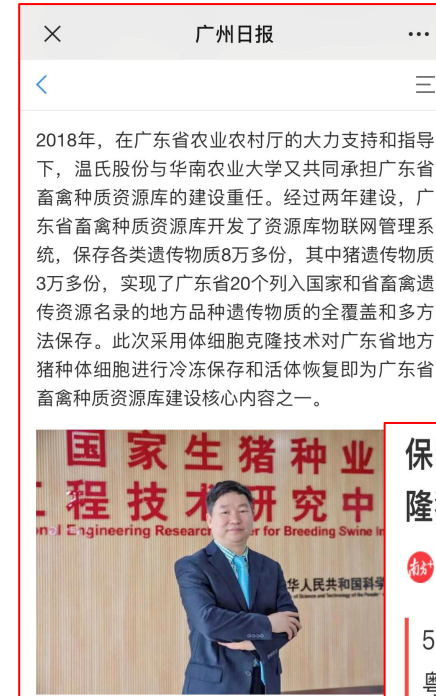 广州日报
2018年，在广东省农业农村厅的大力支持和指导
下，温氏股份与华南农业大学又共同承担广东省
畜禽种质资源库的建设重任。经过两年建设，广
东省畜禽种质资源库开发了资源库物联网管理系
统，保存各类遗传物质8万多份，其中猪遗传物质
3万多份，实现了广东省20个列入国家和省畜禽遗
传资源名录的地方品种遗传物质的全覆盖和多方
法保存。此次采用体细胞克隆技术对广东省地方
猪种体细胞进行冷冻保存和活体恢复即为广东省
畜禽种质资源库建设核心内容之一。
国家生猪种业
程技术研究中
nal Engineering Research for Breeding Swine In
华人民共和国科学
保
隆
南方+
5
粤